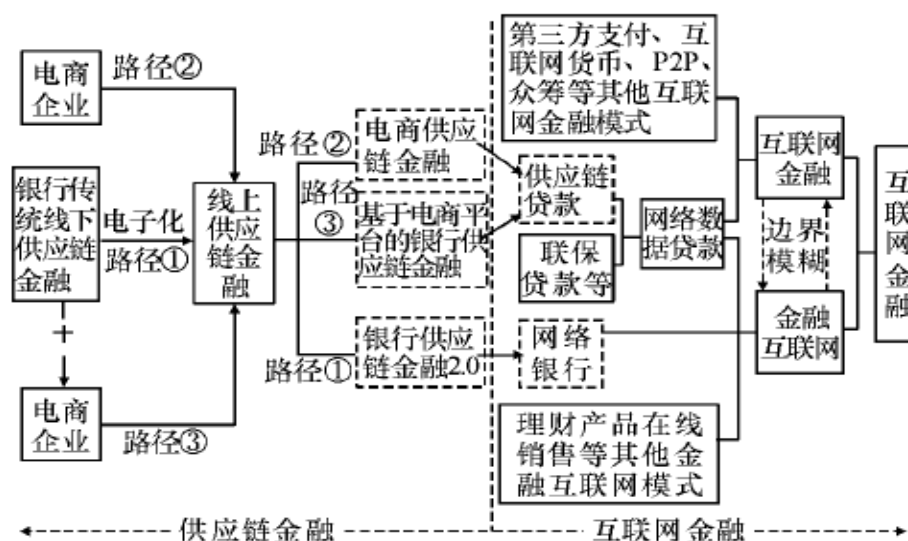 电商
企业
路径②
银行传
统线下
供应链
金融
电子化
路径①
线上
供应
链金
融
+
电商
企业
路径③
路径②
电商供应
链金融
路径
③
基于电商平
台的银行供
应链金融
路径①
银行供应
链金融2.0
第三方支付、互
联网货币、P2P、
众筹等其他互联
网金融模式
供应链
贷款
联保
贷款等
网络数
据贷款
网络
银行
理财产品在线
销售等其他金
融互联网模式
互联网
金融
边界
模糊
金融
互联网
互
联
网
金
融
供应链金融
互联网金融